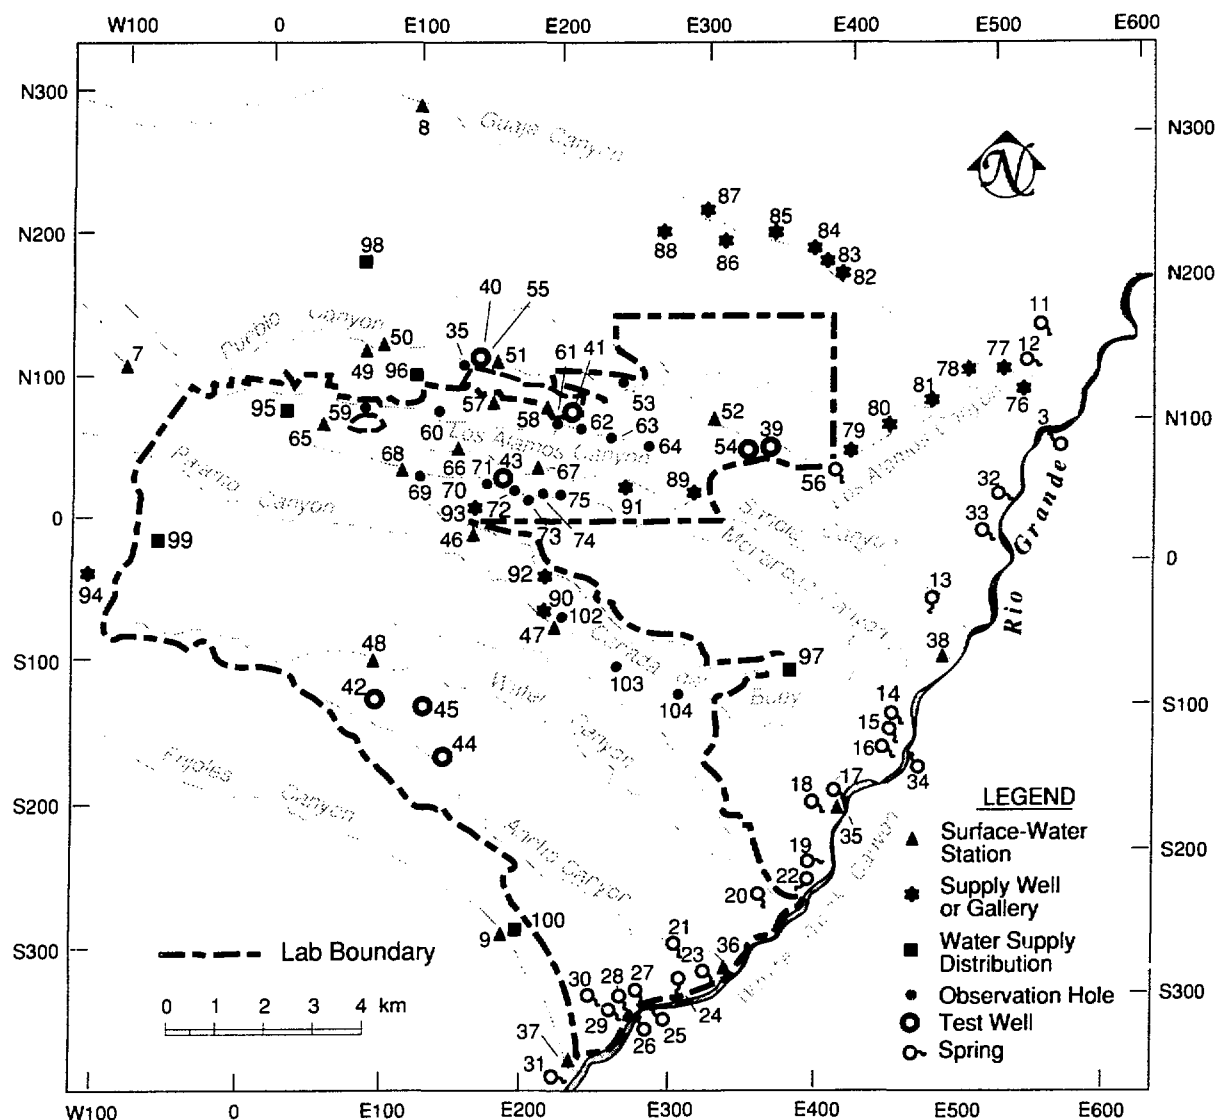 W100 0 E100 E200 E300 E400 E500 E600
N300
8
Guaje Canyon
N
N300
87
85
84
83
82
88
86
N200
98
N200
40 55
11
Pueblo Canyon
35
12
7
50
49
96
51
61 41
77
78
N100
76
81
95
59
57
53
52
80
3
N100
65
60
58
62
63
39
54
79
Los Alamos Canyon
64
68
66
71 43
67
56
Los Alamos Canyon
32
Pajarito Canyon
69
70
72
75
91
89
33
93
73 74
Sandia Canyon
0
46
Mortandad Canyon
0
99
92
13
94
90
102
Rio Grande
47
Canada del Buey
38
48
97
S100
42
45
103
104
Water Canyon
14
15
16
S100
44
34
Frijoles Canyon
18 17
35
LEGEND
S200
Surface-Water
Station
Ancho Canyon
19
22
20
White Rock Canyon
S200
Supply Well
or Gallery
9
100
21
36
Water Supply
Distribution
S300
Lab Boundary
23
30 28 27
Observation Hole
S300
0 1 2 3 4 km
29
24
25
26
Test Well
37
31
Spring
W100 0 E100 E200 E300 E400 E500 E600